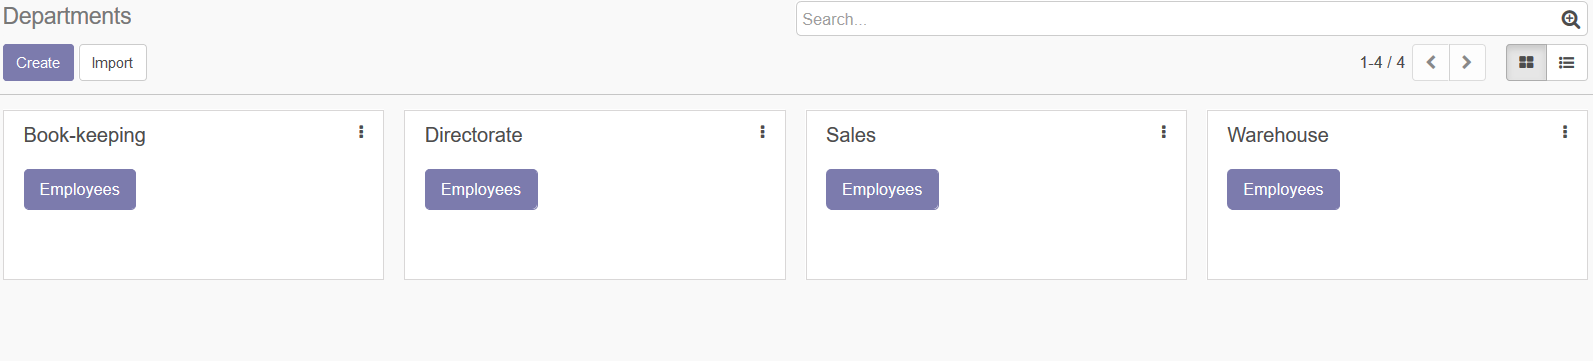 Departments
Search...
Create Import
1-4 / 4
Book-keeping
Employees
Directorate
Employees
Sales
Employees
Warehouse
Employees